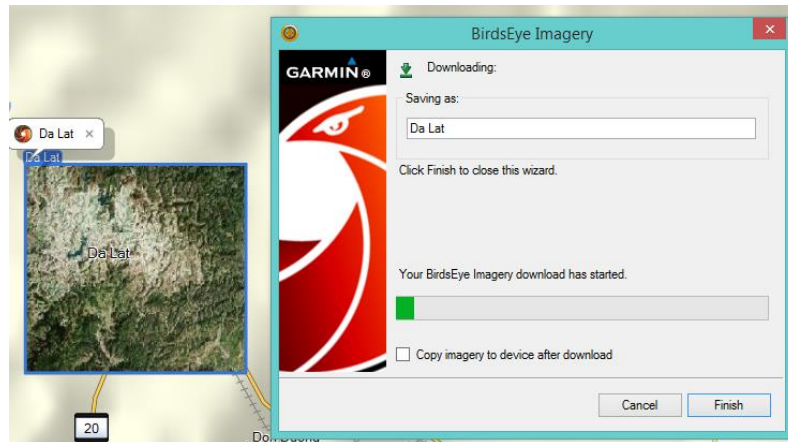 BirdsEye Imagery
GARMIN®
Downloading:
Saving as:
Da Lat
Click Finish to close this wizard.
Your BirdsEye Imagery download has started.
Copy imagery to device after download
Cancel
Finish
Da Lat
Da Lat
Da Lat
20